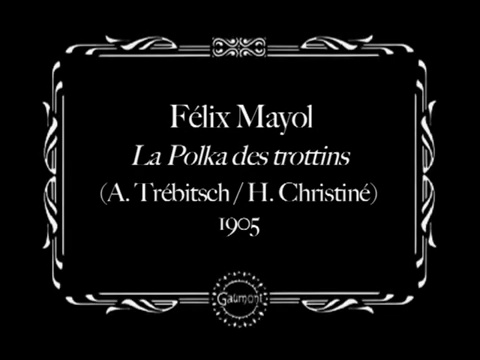 Félix Mayol
La Polka des trottins
(A. Trébitsch / H. Christiné)
1905
Gaumont